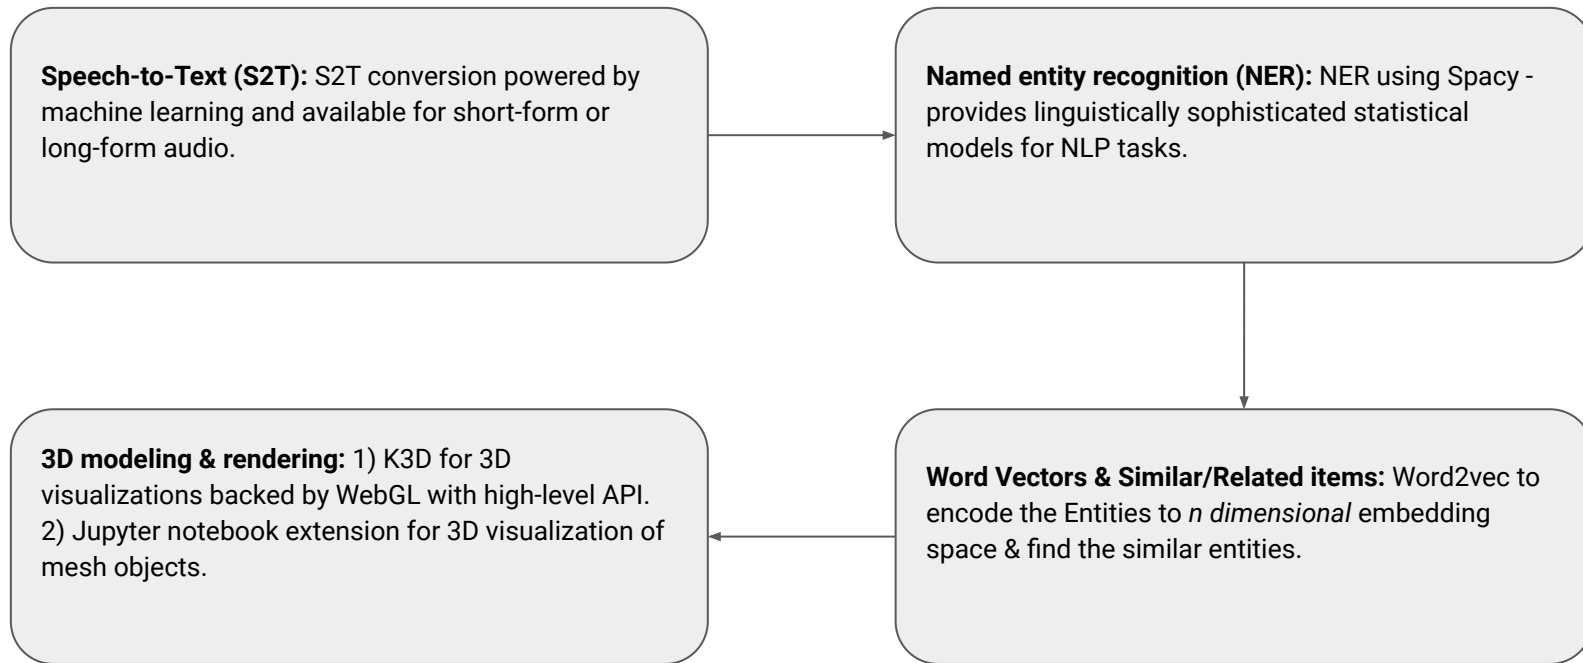 Speech-to-Text (S2T): S2T conversion powered by
machine learning and available for short-form or
long-form audio.
Named entity recognition (NER): NER using Spacy -
provides linguistically sophisticated statistical
models for NLP tasks.
Word Vectors & Similar/Related items: Word2vec to
encode the Entities to n dimensional embedding
space & find the similar entities.
3D modeling & rendering: 1) K3D for 3D
visualizations backed by WebGL with high-level API.
2) Jupyter notebook extension for 3D visualization of
mesh objects.